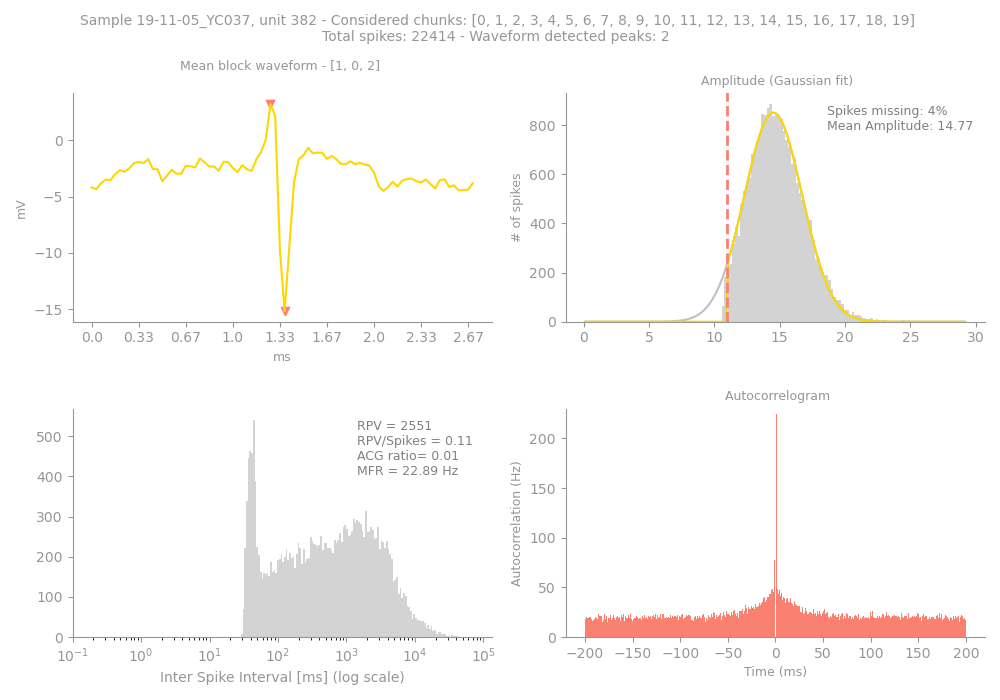 Sample 19-11-05_YC037, unit 382 - Considered chunks: [0, 1, 2, 3, 4, 5, 6, 7, 8, 9, 10, 11, 12, 13, 14, 15, 16, 17, 18, 19]
Total spikes: 22414 - Waveform detected peaks: 2
Mean block waveform - [1, 0, 2]
mV
0
−5
−10
−15
0.0 0.33 0.67 1.0 1.33 1.67 2.0 2.33 2.67
ms
Amplitude (Gaussian fit)
Spikes missing: 4%
Mean Amplitude: 14.77
# of spikes
800
600
400
200
0
0 5 10 15 20 25 30
RPV = 2551
RPV/Spikes = 0.11
ACG ratio= 0.01
MFR = 22.89 Hz
500
400
300
200
100
0
10⁻¹ 10⁰ 10¹ 10² 10³ 10⁴ 10⁵
Inter Spike Interval [ms] (log scale)
Autocorrelogram
Autocorrelation (Hz)
200
150
100
50
0
−200 −150 −100 −50 0 50 100 150 200
Time (ms)